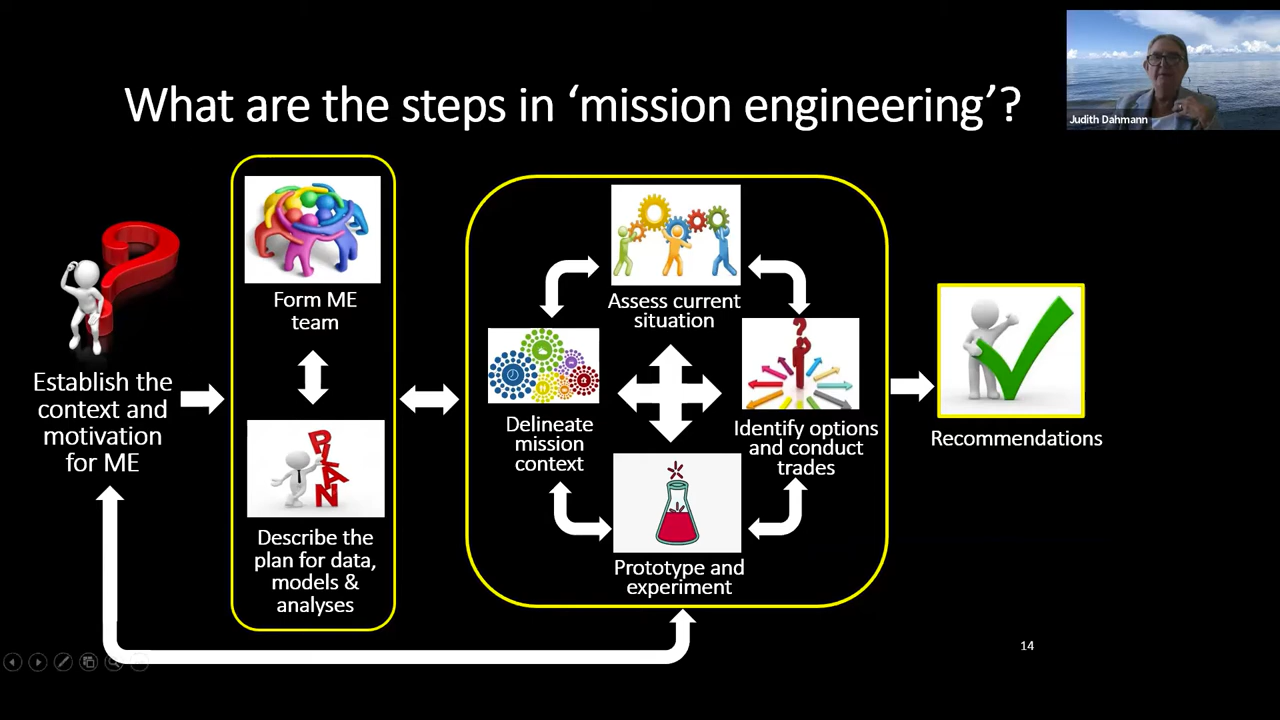 What are the steps in ‘mission engineering’?
Judith Dahmann
Establish the
context and
motivation
for ME
Form ME
team
PLAN
Describe the
plan for data,
models &
analyses
Assess current
situation
Delineate
mission
context
Identify options
and conduct
trades
Prototype and
experiment
Recommendations
14